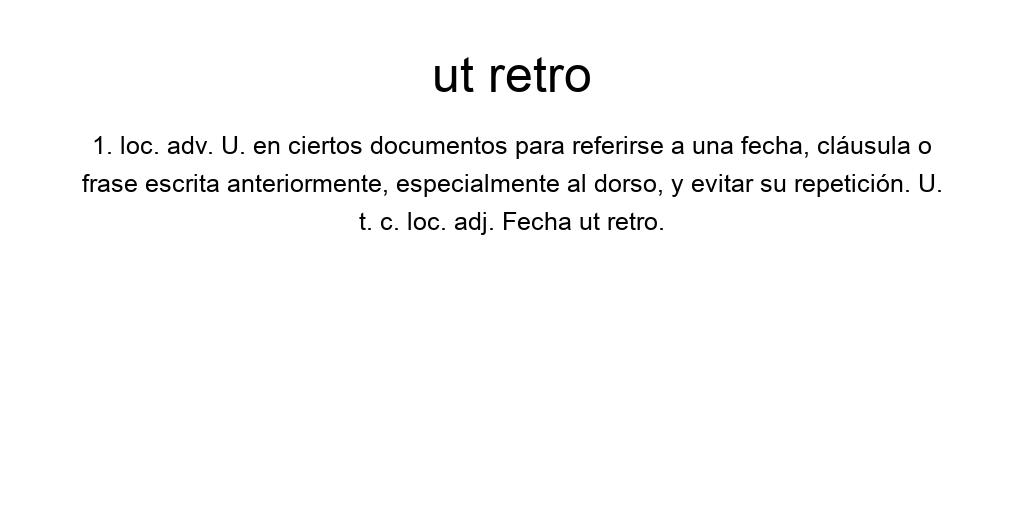 ut retro
1. loc. adv. U. en ciertos documentos para referirse a una fecha, cláusula o
frase escrita anteriormente, especialmente al dorso, y evitar su repetición. U.
t. c. loc. adj. Fecha ut retro.